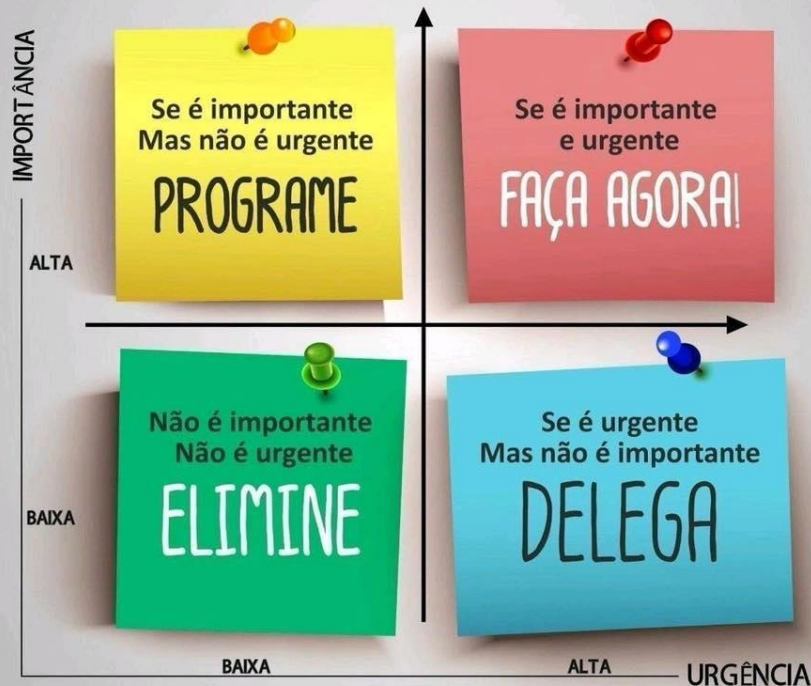 IMPORTÂNCIA
Se é importante
Mas não é urgente
PROGRAME
Se é importante
e urgente
FAÇA AGORA!
ALTA
Não é importante
Não é urgente
ELIMINE
Se é urgente
Mas não é importante
DELEGA
BAIXA
BAIXA
ALTA
URGÊNCIA